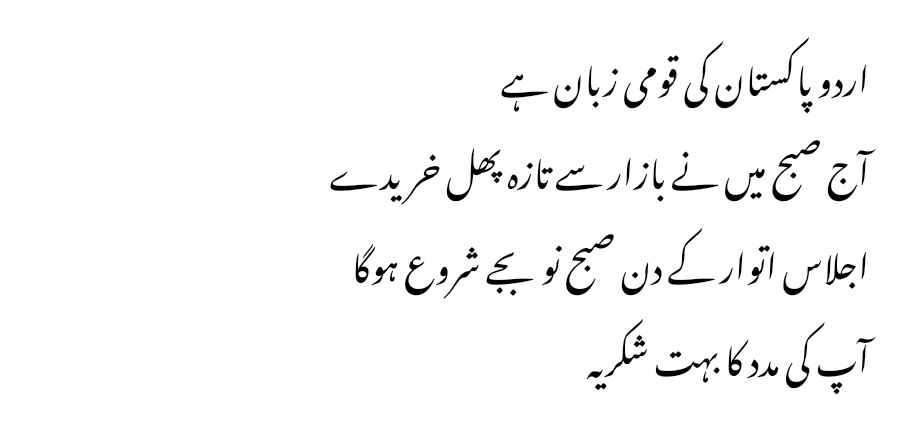 اردو پاکستان کی قومی زبان ہے
آج صبح میں نے بازار سے تازہ پھل خریدے
اجلاس اتوار کے دن صبح نو بجے شروع ہوگا
آپ کی مدد کا بہت شکریہ